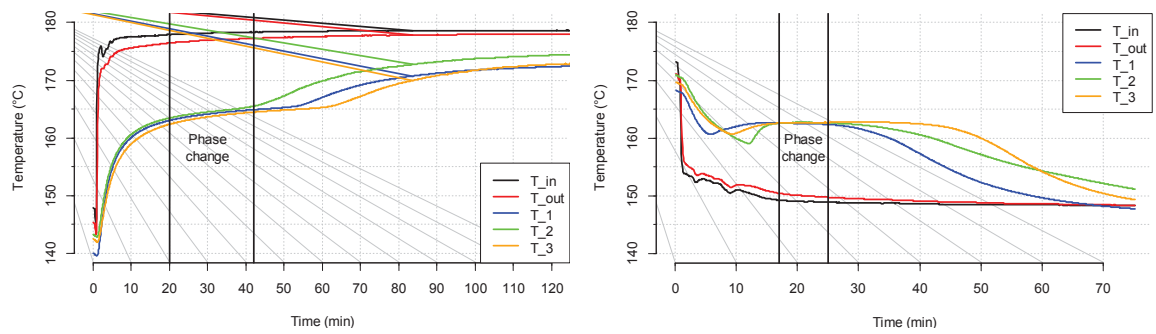 180
170
160
150
140
Temperature (°C)
Phase
change
T_in
T_out
T_1
T_2
T_3
0 10 20 30 40 50 60 70 80 90 100 110 120
Time (min)
180
170
160
150
140
Temperature (°C)
Phase
change
T_in
T_out
T_1
T_2
T_3
0 10 20 30 40 50 60 70
Time (min)